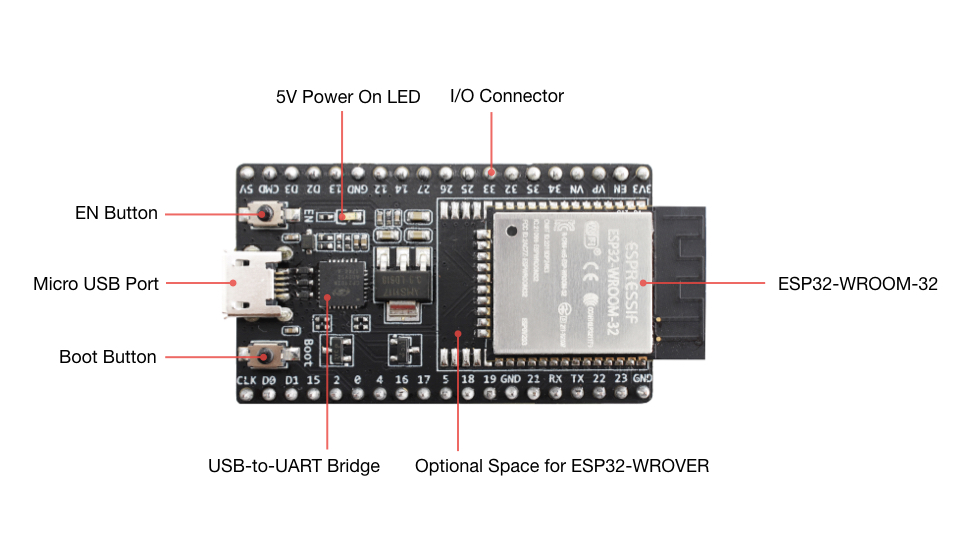 5V Power On LED
I/O Connector
5V CMD D3 D2 13 GND 12 14 27 26 25 33 32 35 34 VN VP EN 3V3
EN Button
EN
Micro USB Port
ESPRESSIF
ESP32-WROOM-32
WiFi
CE
ESP32-WROOM-32
Boot Button
Boot
CLK D0 D1 15 2 0 4 16 17 5 18 19 GND 21 RX TX 22 23 GND
USB-to-UART Bridge
Optional Space for ESP32-WROVER